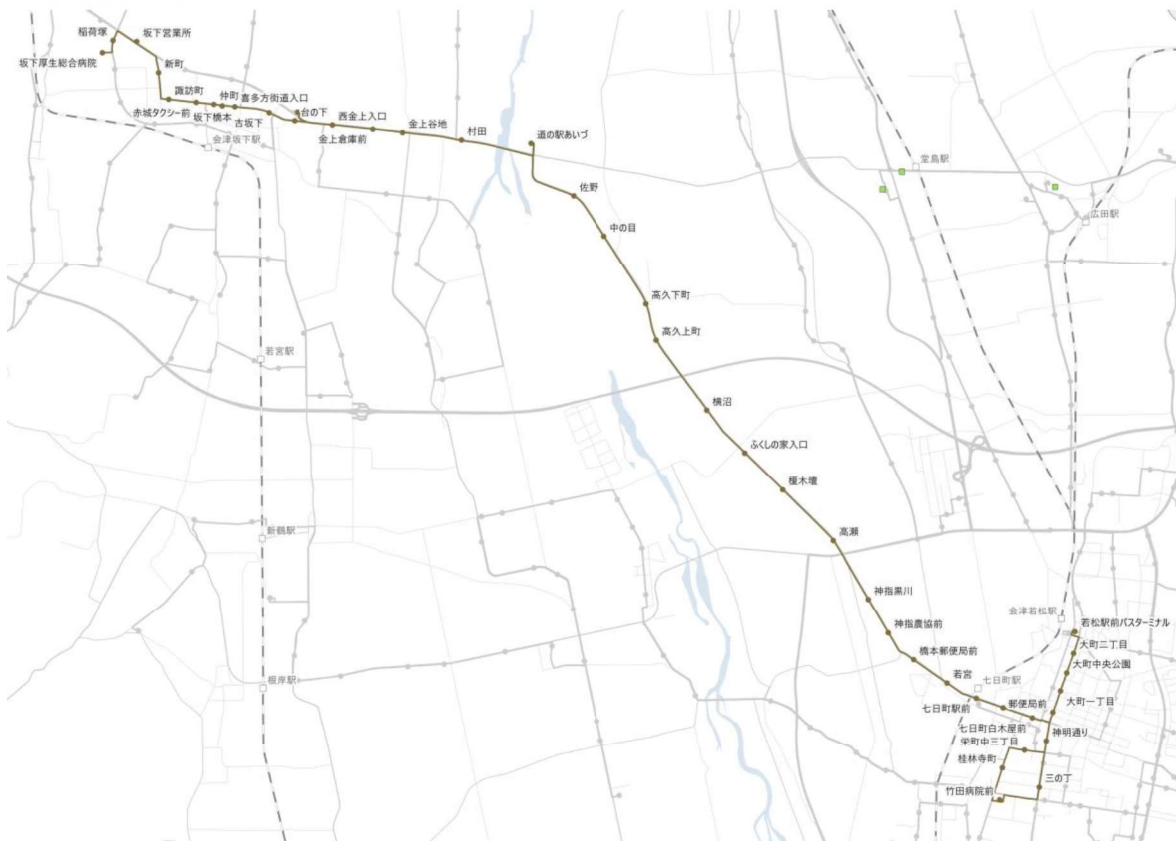 稲荷塚
坂下営業所
坂下厚生総合病院
新町
諏訪町
仲町
喜多方街道入口
赤城タクシー前
坂下橋本
古坂下
台の下
西金上入口
金上倉庫前
金上谷地
村田
道の駅あいづ
会津坂下駅
堂島駅
広田駅
佐野
中の目
高久下町
高久上町
若宮駅
横沼
ふくしの家入口
榎木壇
新鶴駅
高瀬
神指黒川
会津若松駅
若松駅前バスターミナル
神指農協前
大町二丁目
橋本郵便局前
大町中央公園
根岸駅
若宮
七日町駅
大町一丁目
七日町駅前
郵便局前
七日町白木屋前
神明通り
栄町中三丁目
桂林寺町
三の丁
竹田病院前